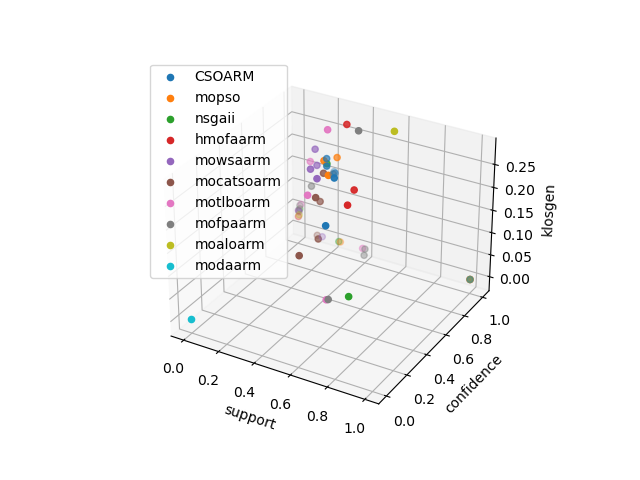 CSOARM
mopso
nsgaii
hmofaarm
mowsaarm
mocatsoarm
motlboarm
mofpaarm
moaloarm
modaarm
0.25
0.20
0.15
0.10
0.05
0.00
klosgen
0.0
0.2
0.4
0.6
0.8
1.0
support
0.0
0.2
0.4
0.6
0.8
1.0
confidence